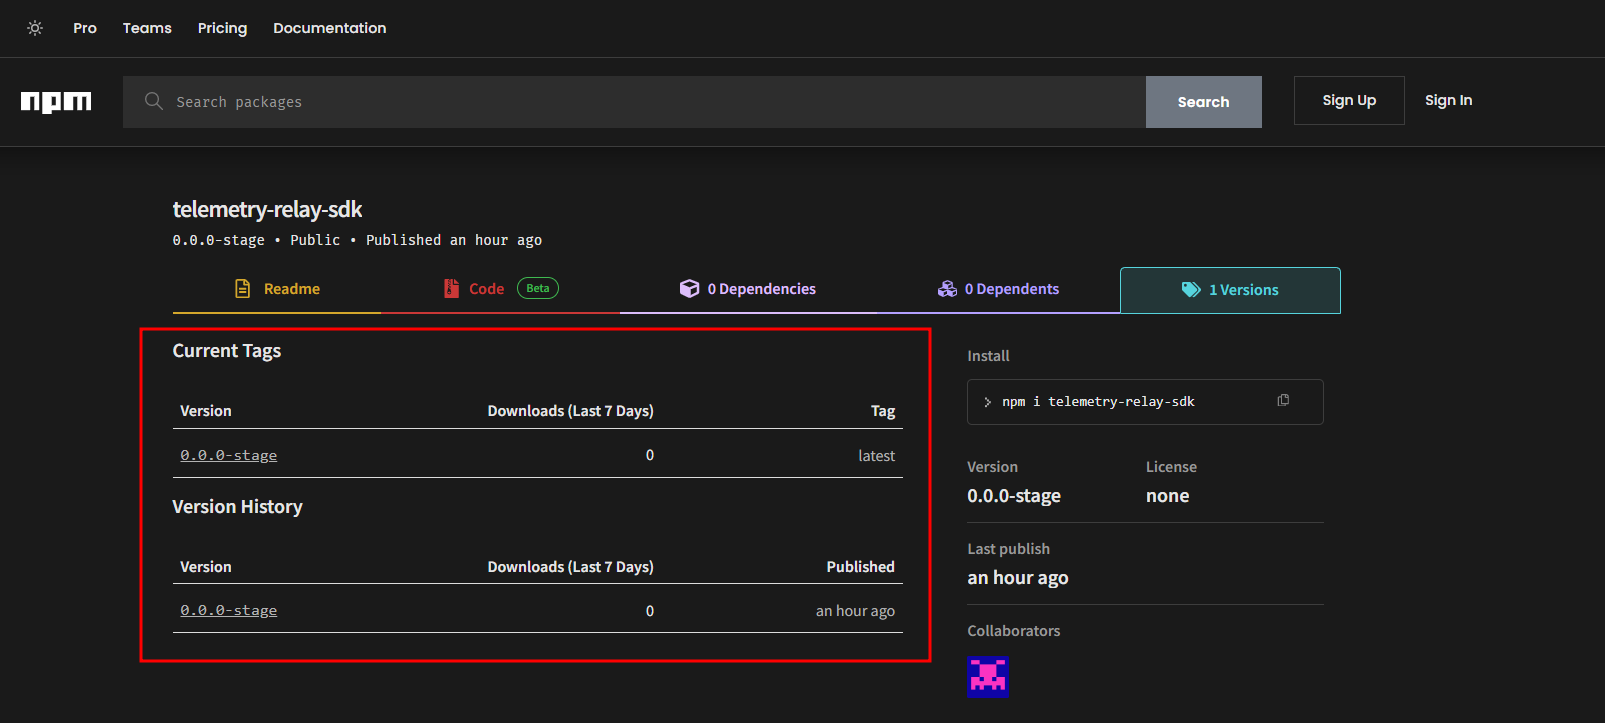 Pro Teams Pricing Documentation
npm Search packages Search Sign Up Sign In
telemetry-relay-sdk
0.0.0-stage • Public • Published an hour ago
Readme Code Beta 0 Dependencies 0 Dependents 1 Versions
Current Tags
Version Downloads (Last 7 Days) Tag
0.0.0-stage 0 latest
Version History
Version Downloads (Last 7 Days) Published
0.0.0-stage 0 an hour ago
Install
> npm i telemetry-relay-sdk
Version License
0.0.0-stage none
Last publish
an hour ago
Collaborators